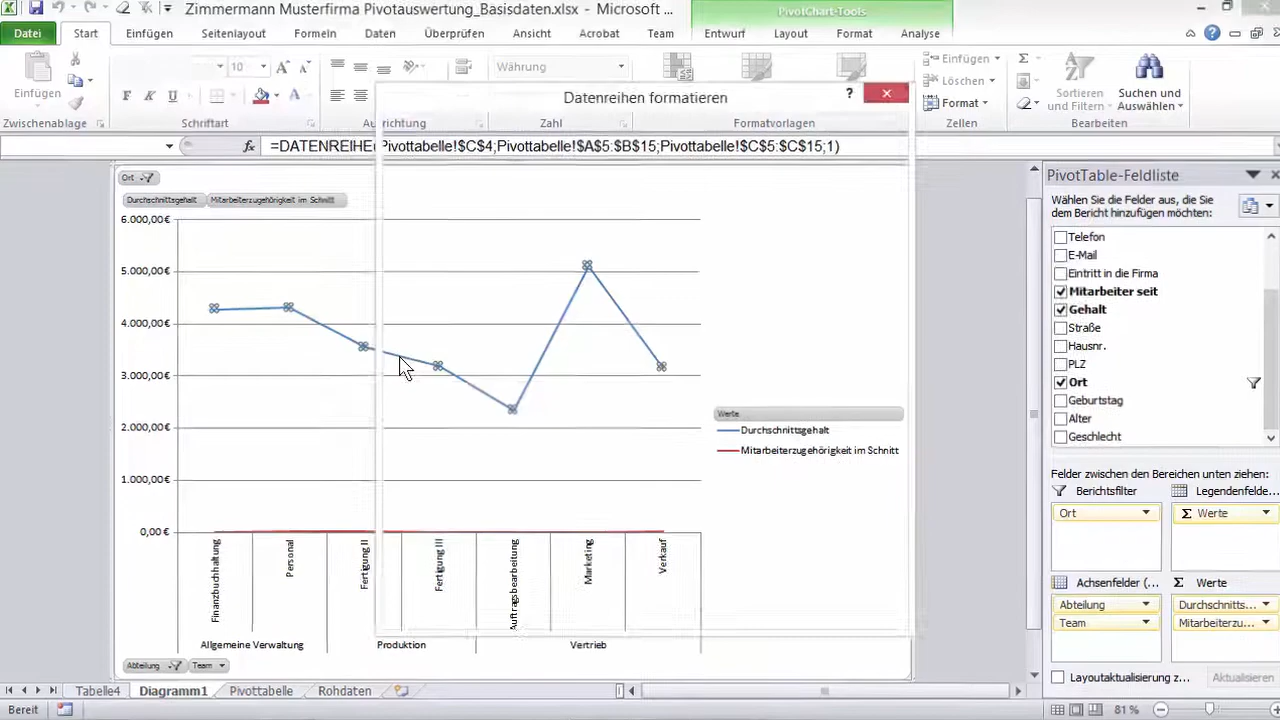 Zimmermann Musterfirma Pivotauswertung_Basisdaten.xlsx - Microsoft ...
PivotChart-Tools
Datei Start Einfügen Seitenlayout Formeln Daten Überprüfen Ansicht Acrobat Team Entwurf Layout Format Analyse
Einfügen
10
F K U
Währung
Einfügen
Löschen
Format
Sortieren
und Filtern
Suchen und
Auswählen
Zwischenablage Schriftart Ausrichtung Zahl Formatvorlagen Zellen Bearbeiten
Datenreihen formatieren
=DATENREIHE(Pivottabelle!$C$4;Pivottabelle!$A$5:$B$15;Pivottabelle!$C$5:$C$15;1)
Ort
Durchschnittsgehalt Mitarbeiterzugehörigkeit im Schnitt
6.000,00 €
5.000,00 €
4.000,00 €
3.000,00 €
2.000,00 €
1.000,00 €
0,00 €
Finanzbuchhaltung
Personal
Fertigung II
Fertigung III
Auftragsbearbeitung
Marketing
Verkauf
Allgemeine Verwaltung Produktion Vertrieb
Werte
Durchschnittsgehalt
Mitarbeiterzugehörigkeit im Schnitt
Abteilung Team
PivotTable-Feldliste
Wählen Sie die Felder aus, die Sie
dem Bericht hinzufügen möchten:
Telefon
E-Mail
Eintritt in die Firma
Mitarbeiter seit
Gehalt
Straße
Hausnr.
PLZ
Ort
Geburtstag
Alter
Geschlecht
Felder zwischen den Bereichen unten ziehen:
Berichtsfilter Legendenfelde...
Ort Σ Werte
Achsenfelder (... Σ Werte
Abteilung Durchschnitts...
Team Mitarbeiterzu...
Layoutaktualisierung z... Aktualisieren
Tabelle4 Diagramm1 Pivottabelle Rohdaten
Bereit 81 %